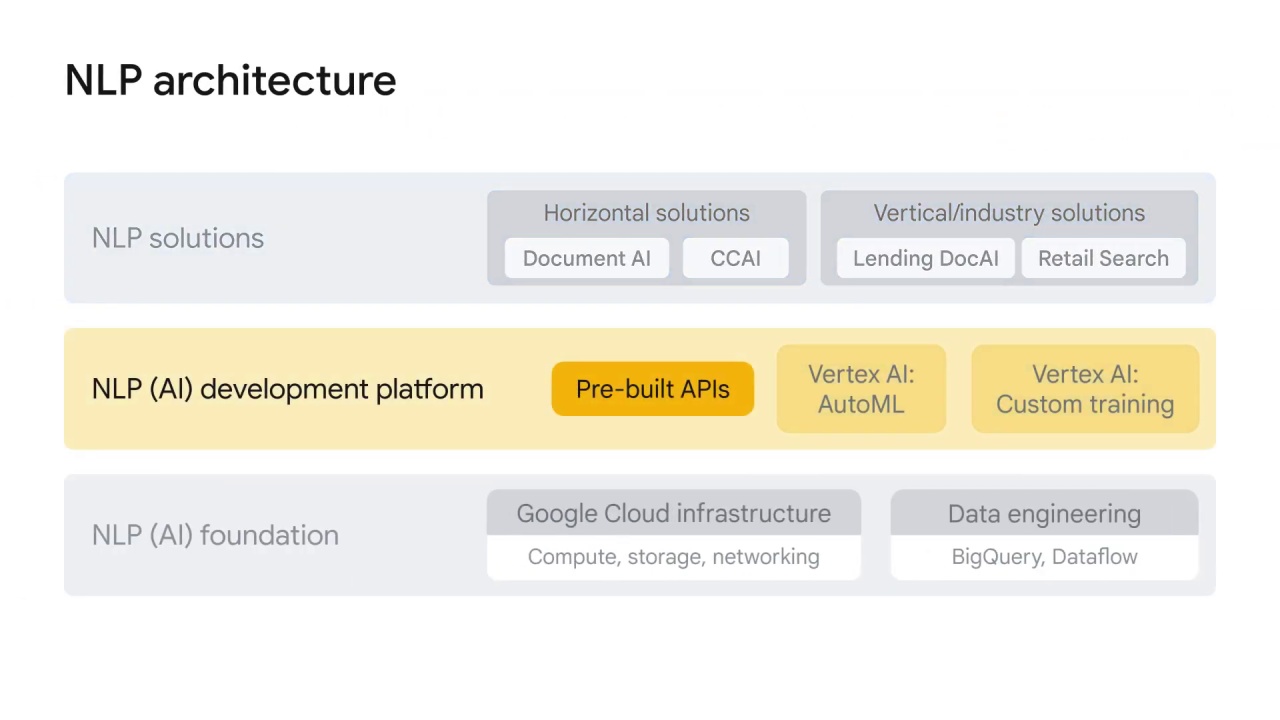 NLP architecture
NLP solutions
Horizontal solutions
Document AI
CCAI
Vertical/industry solutions
Lending DocAI
Retail Search
NLP (AI) development platform
Pre-built APIs
Vertex AI:
AutoML
Vertex AI:
Custom training
NLP (AI) foundation
Google Cloud infrastructure
Compute, storage, networking
Data engineering
BigQuery, Dataflow